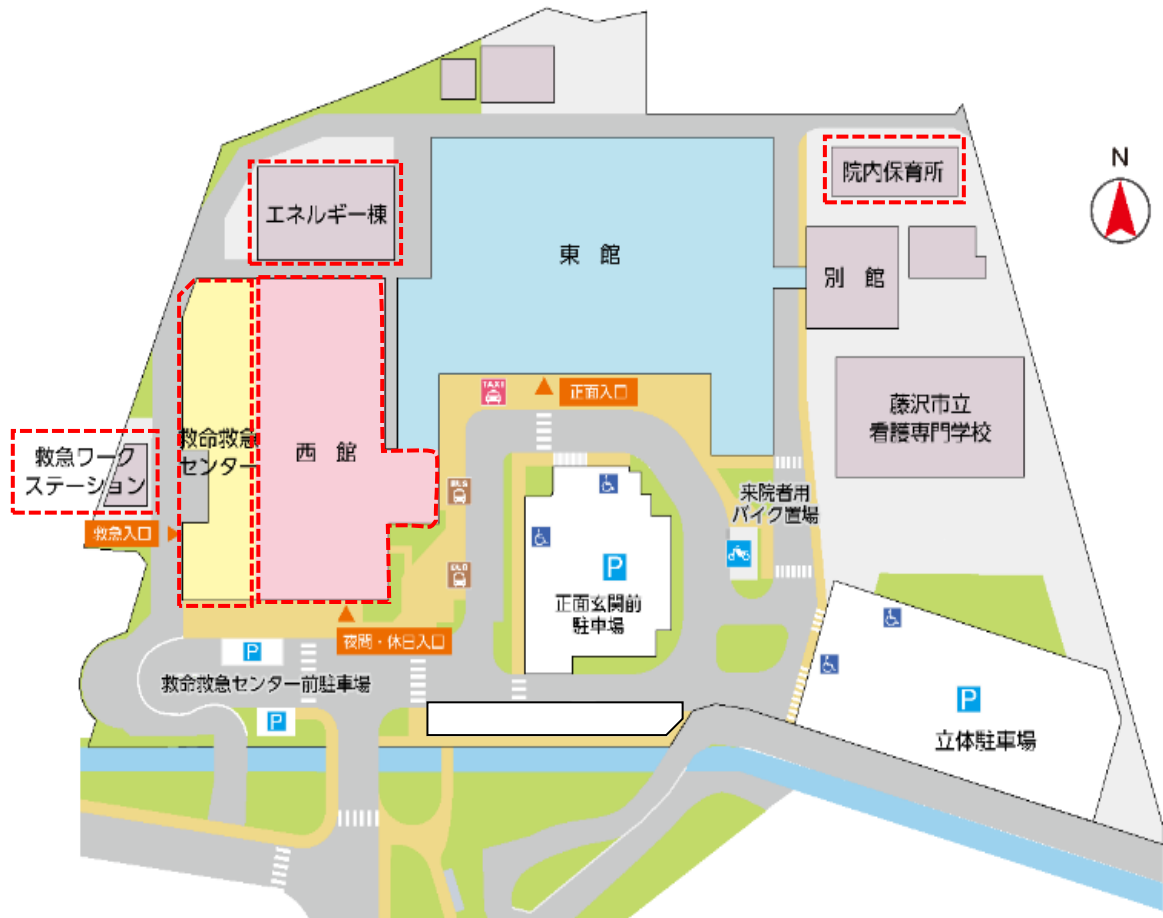 N
院内保育所
エネルギー棟
東 館
別 館
TAXI
正面入口
藤沢市立
看護専門学校
救命救急
センター
西 館
救急ワーク
ステーション
BUS
来院者用
バイク置場
救急入口
BUS
P
正面玄関前
駐車場
夜間・休日入口
P
救命救急センター前駐車場
P
P
立体駐車場